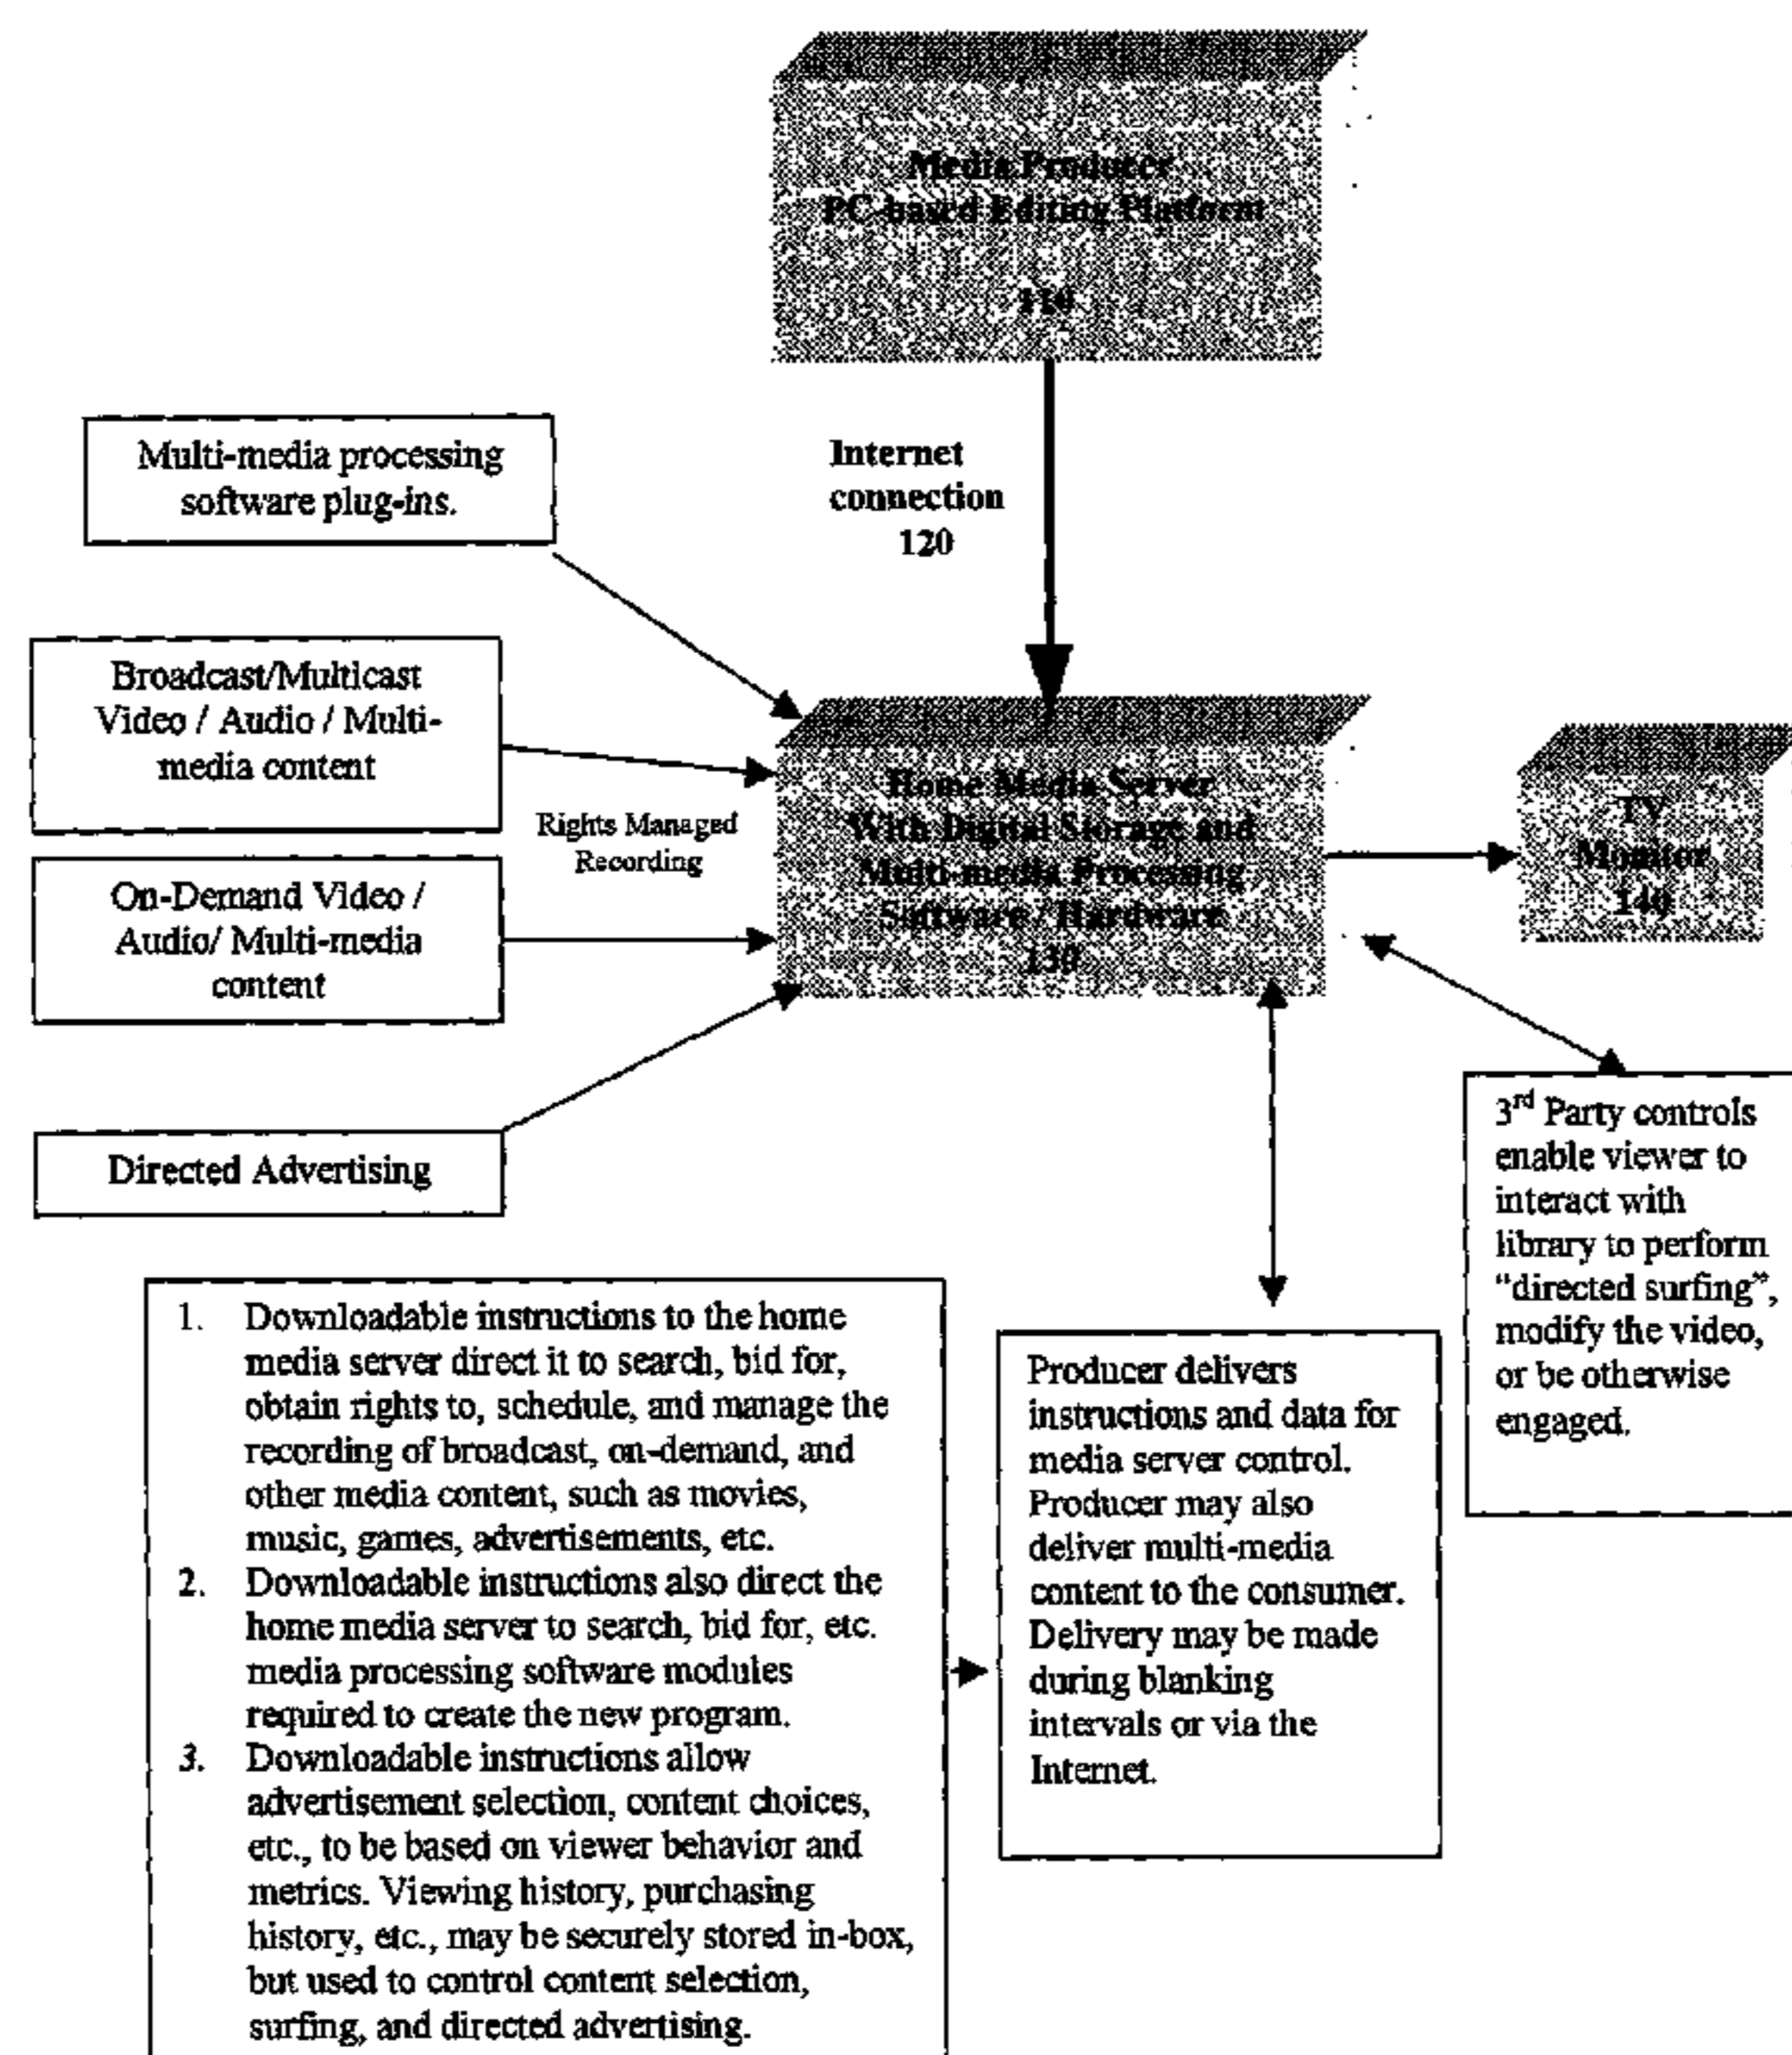 Media Producer
PC-based Editing Platform
110
Internet
connection
120
Multi-media processing
software plug-ins.
Broadcast/Multicast
Video / Audio / Multi-
media content
Rights Managed
Recording
On-Demand Video /
Audio/ Multi-media
content
Directed Advertising
Home Media Server
With Digital Storage and
Multi-media Processing
Software / Hardware
130
TV
Monitor
140
3rd Party controls
enable viewer to
interact with
library to perform
“directed surfing”,
modify the video,
or be otherwise
engaged.
1. Downloadable instructions to the home
media server direct it to search, bid for,
obtain rights to, schedule, and manage the
recording of broadcast, on-demand, and
other media content, such as movies,
music, games, advertisements, etc.
2. Downloadable instructions also direct the
home media server to search, bid for, etc.
media processing software modules
required to create the new program.
3. Downloadable instructions allow
advertisement selection, content choices,
etc., to be based on viewer behavior and
metrics. Viewing history, purchasing
history, etc., may be securely stored in-box,
but used to control content selection,
surfing, and directed advertising.
Producer delivers
instructions and data for
media server control.
Producer may also
deliver multi-media
content to the consumer.
Delivery may be made
during blanking
intervals or via the
Internet.